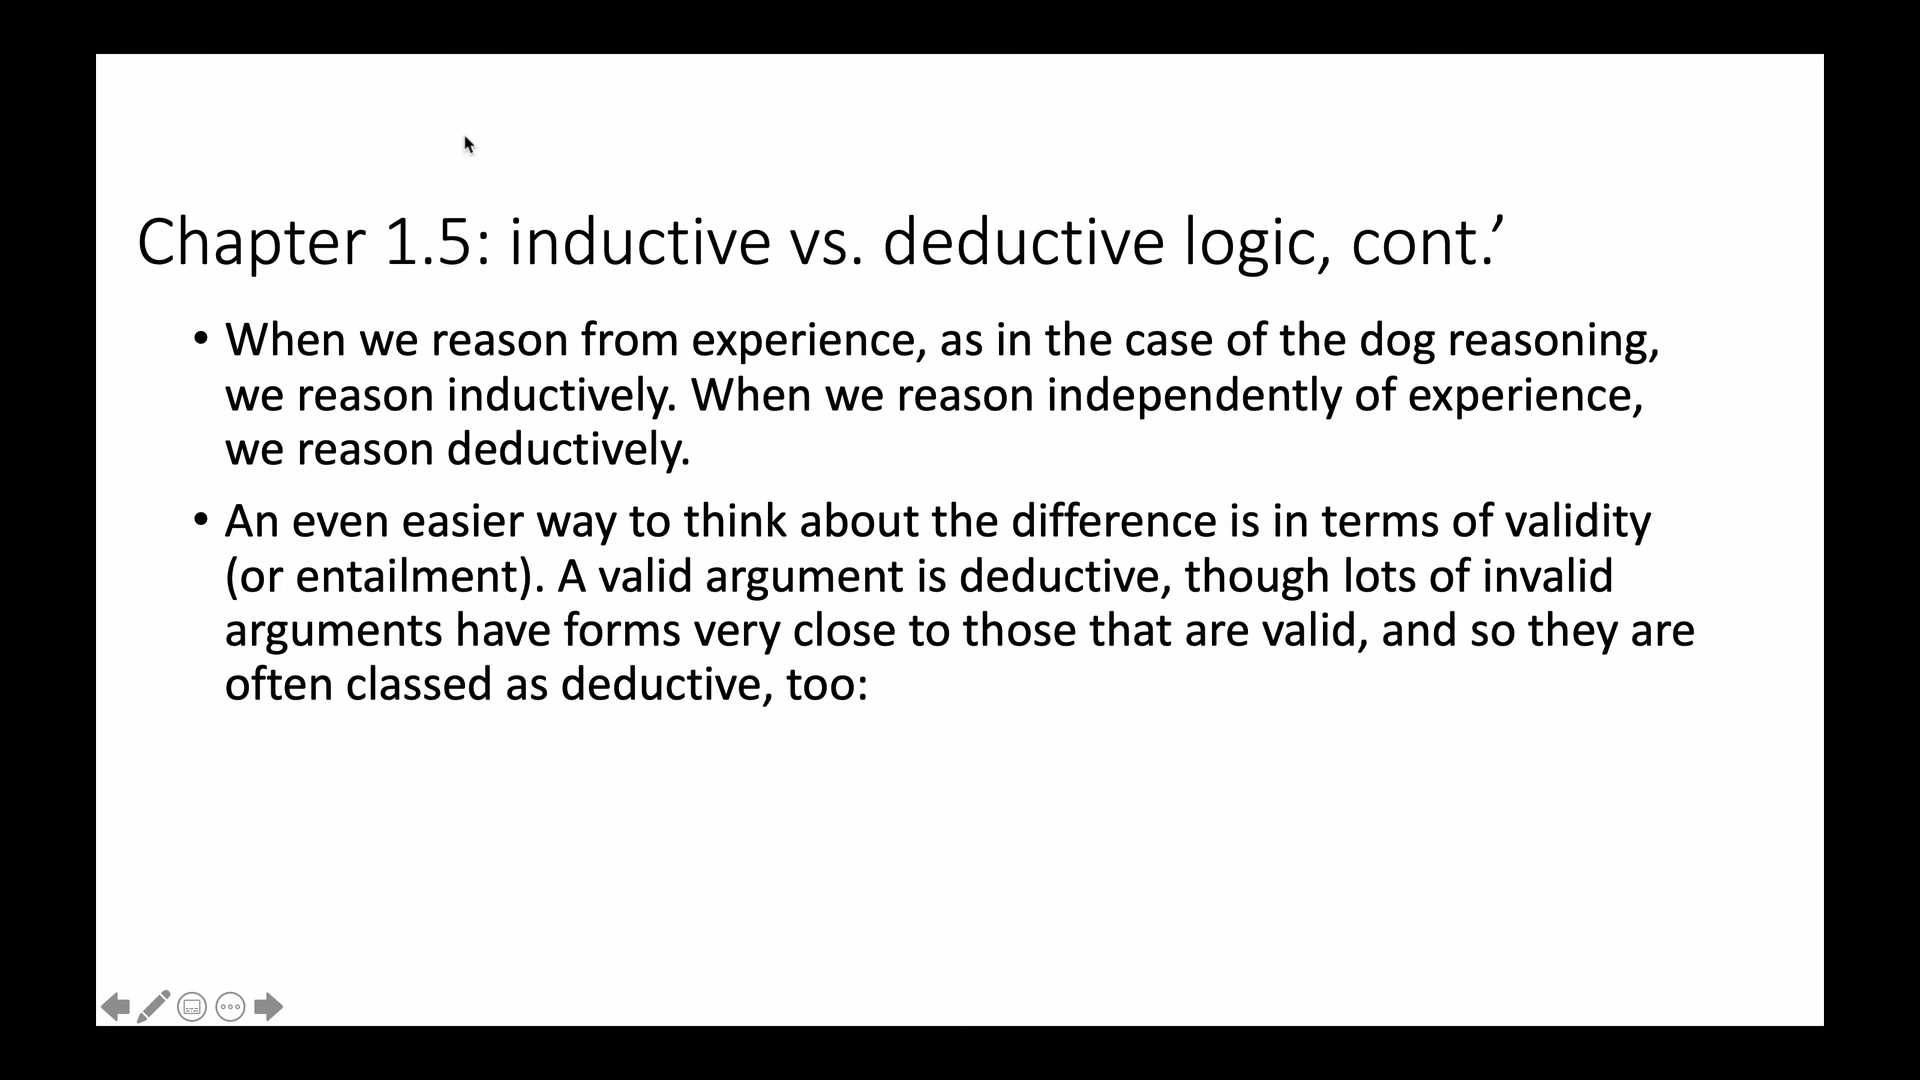 Chapter 1.5: inductive vs. deductive logic, cont.’
• When we reason from experience, as in the case of the dog reasoning,
we reason inductively. When we reason independently of experience,
we reason deductively.
• An even easier way to think about the difference is in terms of validity
(or entailment). A valid argument is deductive, though lots of invalid
arguments have forms very close to those that are valid, and so they are
often classed as deductive, too: